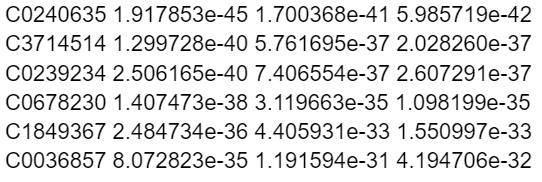 C0240635 1.917853e-45 1.700368e-41 5.985719e-42
C3714514 1.299728e-40 5.761695e-37 2.028260e-37
C0239234 2.506165e-40 7.406554e-37 2.607291e-37
C0678230 1.407473e-38 3.119663e-35 1.098199e-35
C1849367 2.484734e-36 4.405931e-33 1.550997e-33
C0036857 8.072823e-35 1.191594e-31 4.194706e-32